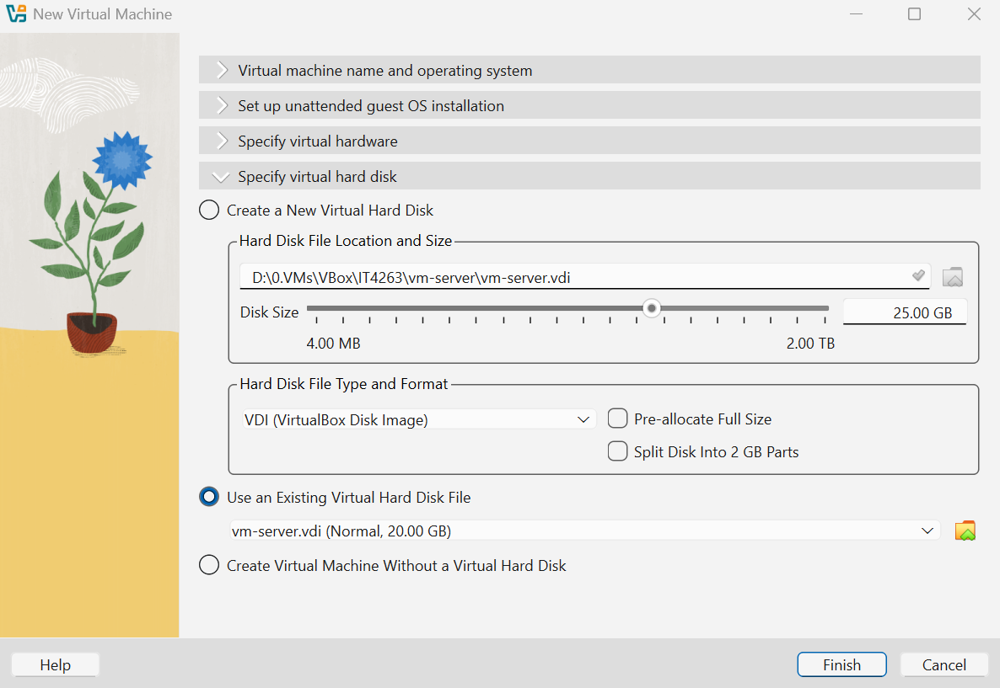 New Virtual Machine
Virtual machine name and operating system
Set up unattended guest OS installation
Specify virtual hardware
Specify virtual hard disk
Create a New Virtual Hard Disk
Hard Disk File Location and Size
D:\0.VMs\VBox\IT4263\vm-server\vm-server.vdi
Disk Size
25.00 GB
4.00 MB 2.00 TB
Hard Disk File Type and Format
VDI (VirtualBox Disk Image)
Pre-allocate Full Size
Split Disk Into 2 GB Parts
Use an Existing Virtual Hard Disk File
vm-server.vdi (Normal, 20.00 GB)
Create Virtual Machine Without a Virtual Hard Disk
Help Finish Cancel